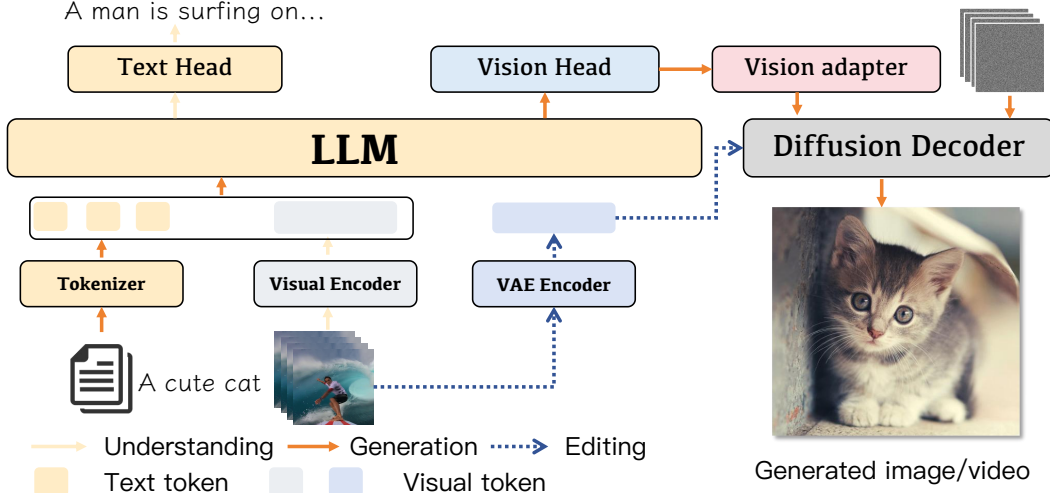 A man is surfing on...
Text Head
Vision Head
Vision adapter
LLM
Diffusion Decoder
Tokenizer
Visual Encoder
VAE Encoder
A cute cat
Understanding
Generation
Editing
Text token
Visual token
Generated image/video